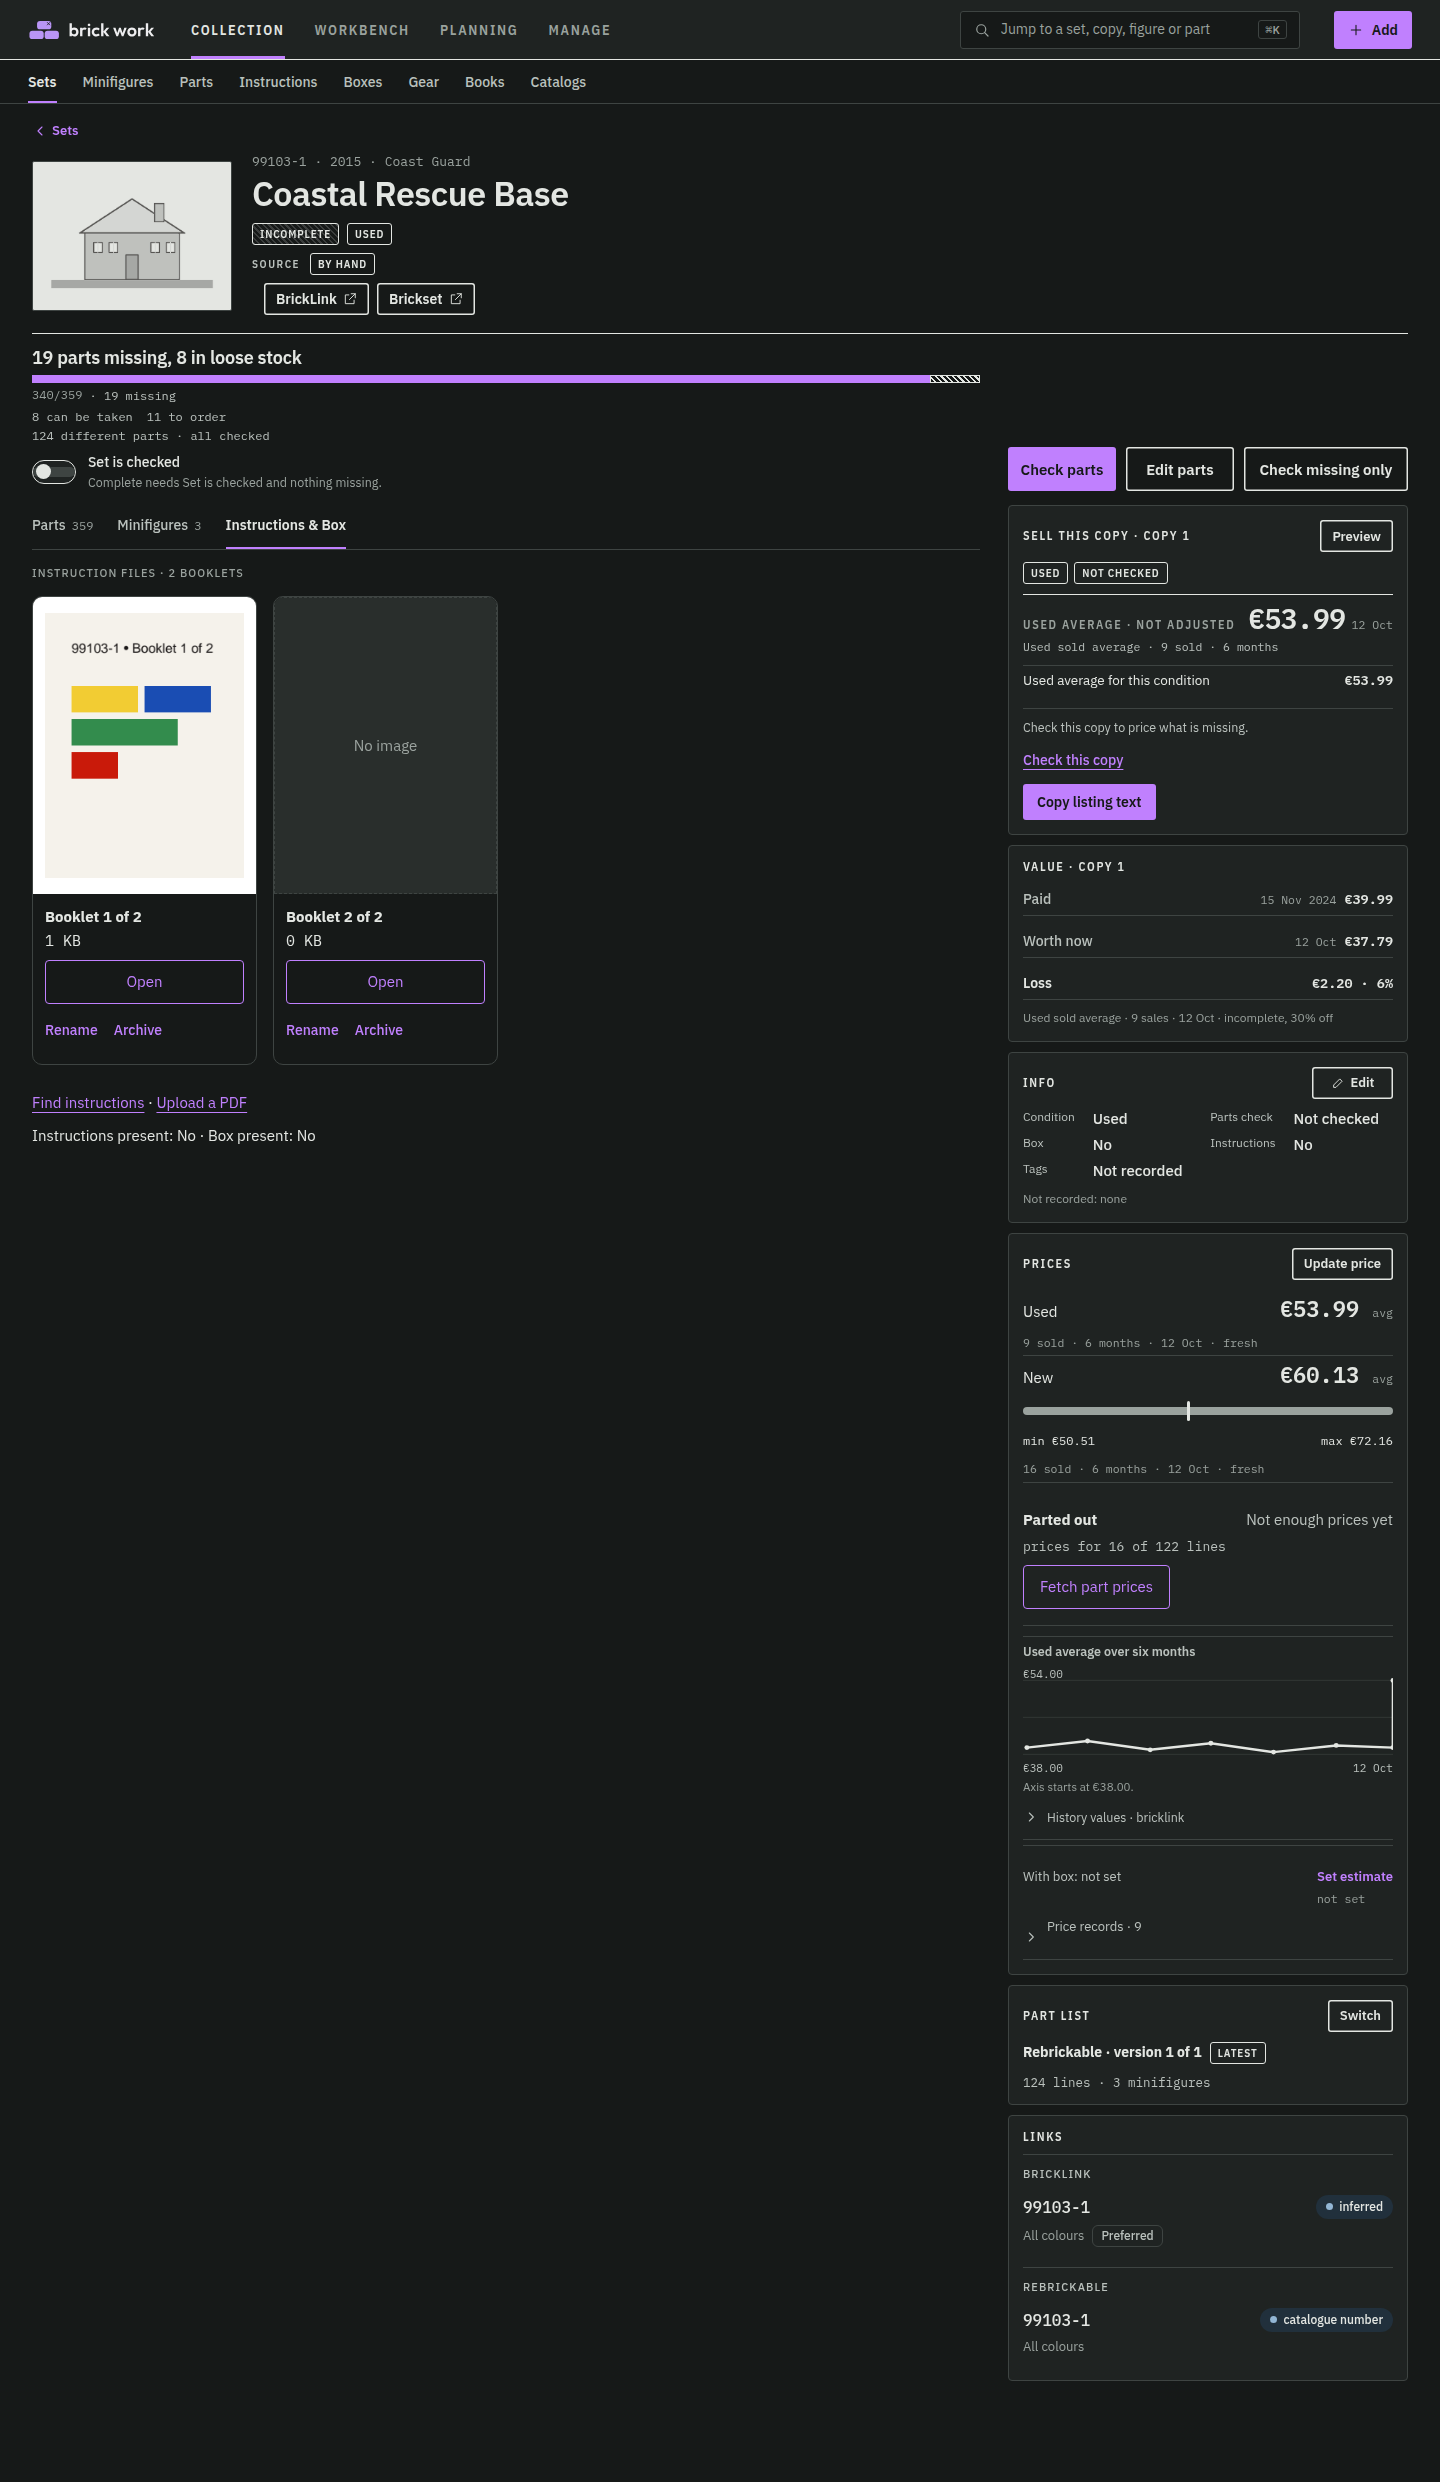 brick work
COLLECTION WORKBENCH PLANNING MANAGE
Jump to a set, copy, figure or part ⌘K
+ Add
Sets Minifigures Parts Instructions Boxes Gear Books Catalogs
Sets
99103-1 · 2015 · Coast Guard
Coastal Rescue Base
INCOMPLETE USED
SOURCE BY HAND
BrickLink Brickset
19 parts missing, 8 in loose stock
340/359 · 19 missing
8 can be taken 11 to order
124 different parts · all checked
Set is checked
Complete needs Set is checked and nothing missing.
Parts 359 Minifigures 3 Instructions & Box
INSTRUCTION FILES · 2 BOOKLETS
99103-1 • Booklet 1 of 2
No image
Booklet 1 of 2
1 KB
Open
Rename Archive
Booklet 2 of 2
0 KB
Open
Rename Archive
Find instructions · Upload a PDF
Instructions present: No · Box present: No
Check parts Edit parts Check missing only
SELL THIS COPY · COPY 1 Preview
USED NOT CHECKED
USED AVERAGE · NOT ADJUSTED €53.99 12 Oct
Used sold average · 9 sold · 6 months
Used average for this condition €53.99
Check this copy to price what is missing.
Check this copy
Copy listing text
VALUE · COPY 1
Paid 15 Nov 2024 €39.99
Worth now 12 Oct €37.79
Loss €2.20 · 6%
Used sold average · 9 sales · 12 Oct · incomplete, 30% off
INFO Edit
Condition Used Parts check Not checked
Box No Instructions No
Tags Not recorded
Not recorded: none
PRICES Update price
Used €53.99 avg
9 sold · 6 months · 12 Oct · fresh
New €60.13 avg
min €50.51 max €72.16
16 sold · 6 months · 12 Oct · fresh
Parted out Not enough prices yet
prices for 16 of 122 lines
Fetch part prices
Used average over six months
€54.00
€38.00 12 Oct
Axis starts at €38.00.
History values · bricklink
With box: not set Set estimate
not set
Price records · 9
PART LIST Switch
Rebrickable · version 1 of 1 LATEST
124 lines · 3 minifigures
LINKS
BRICKLINK
99103-1 inferred
All colours Preferred
REBRICKABLE
99103-1 catalogue number
All colours